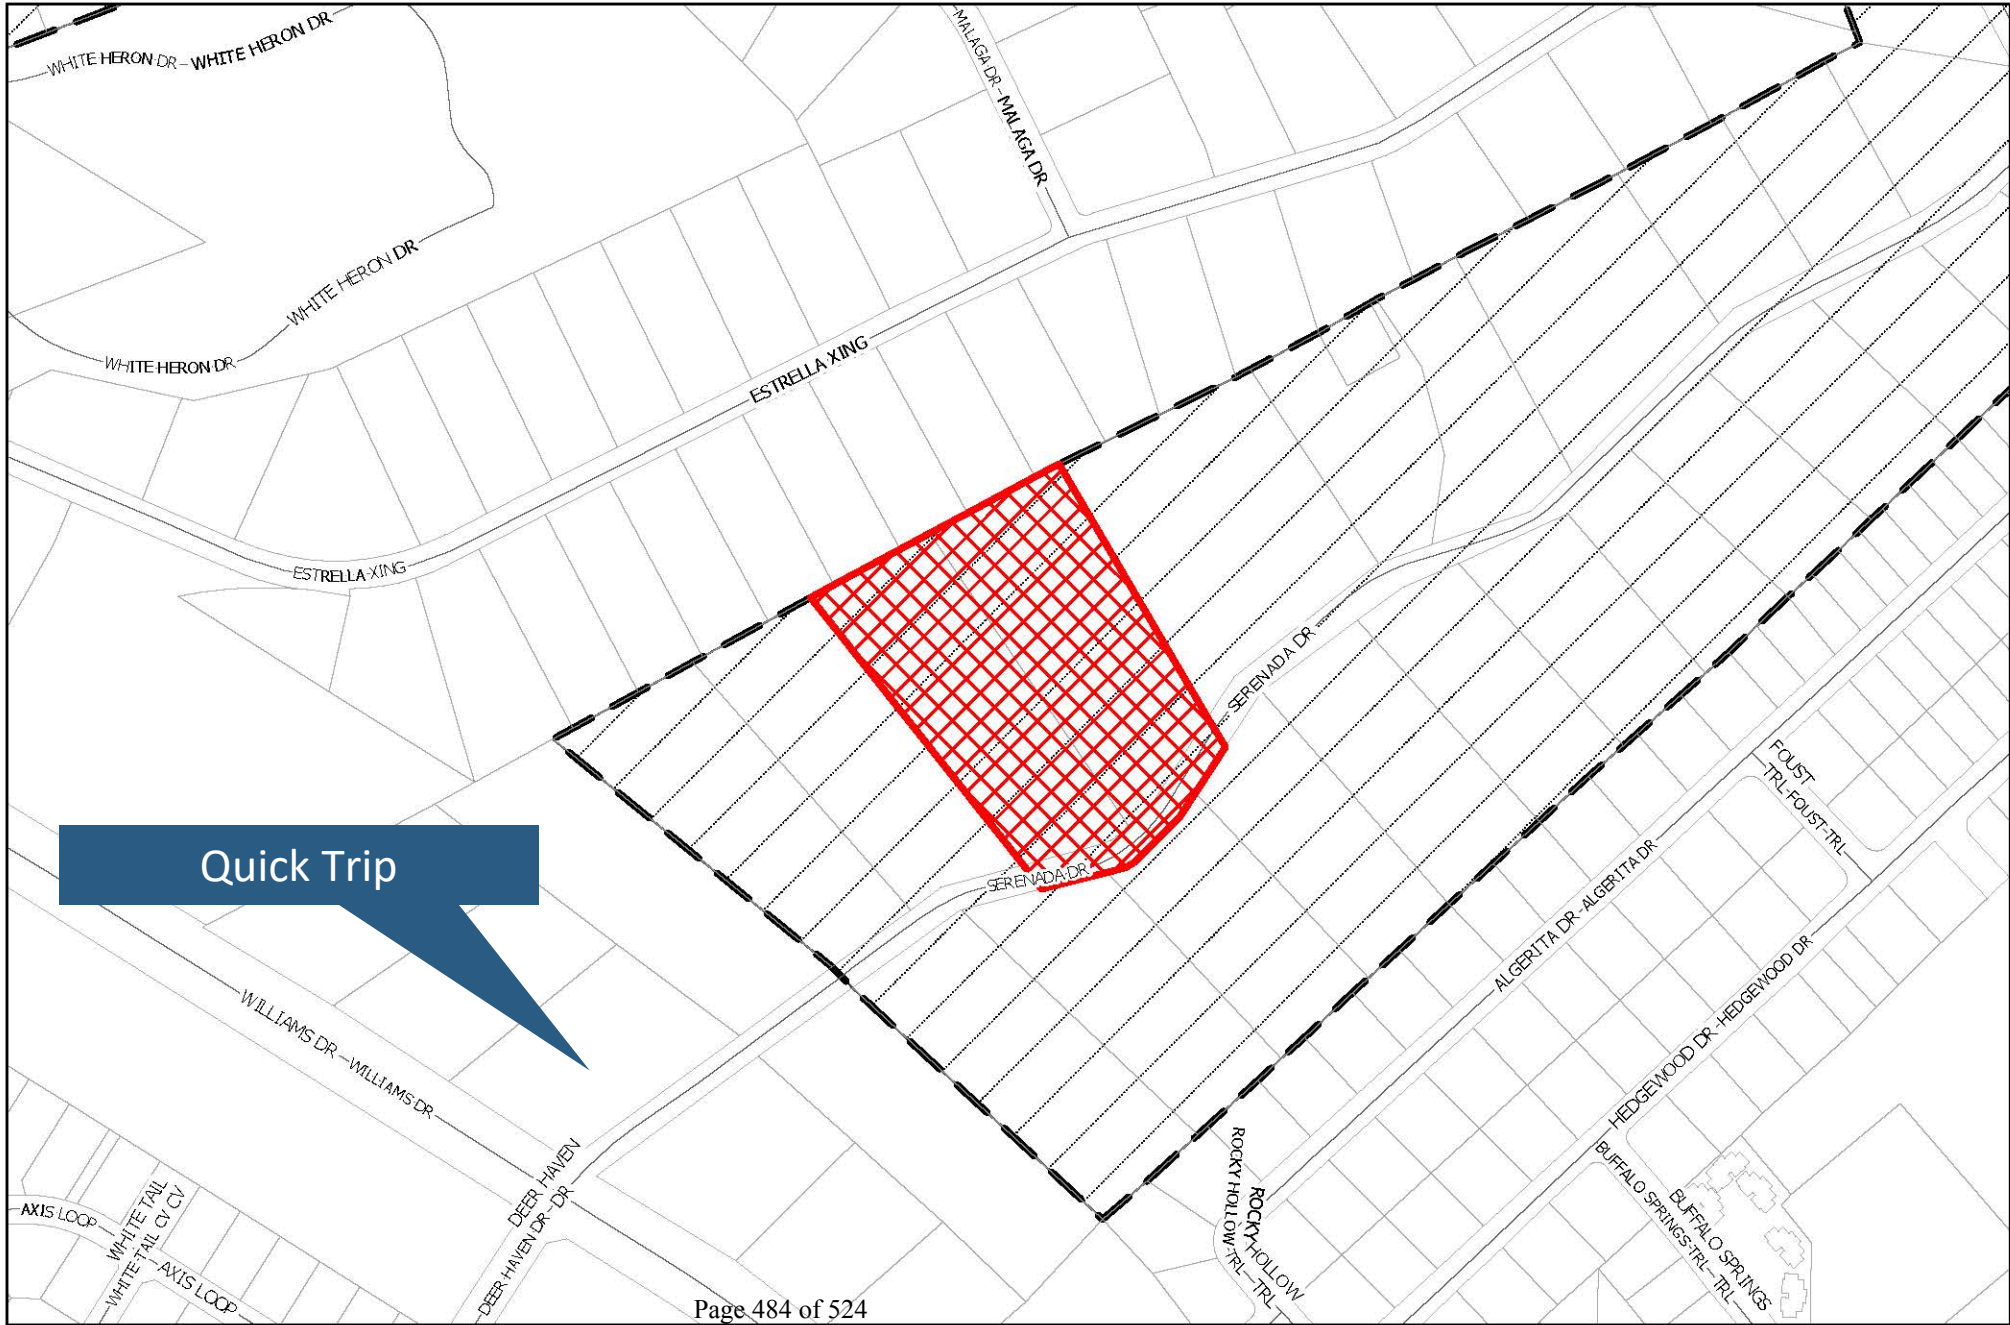 WHITE HERON DR - WHITE HERON DR
MALAGA DR - MALAGA DR
WHITE HERON DR
WHITE HERON DR
ESTRELLA XING
ESTRELLA XING
SERENADA DR
SERENADA DR
Quick Trip
FOUST
TRL-FOUST-TRL
ALGERITA DR - ALGERITA DR
HEDGEWOOD DR - HEDGEWOOD DR
WILLIAMS DR - WILLIAMS DR
DEER HAVEN
DEER HAVEN DR - DR
ROCKY HOLLOW
ROCKY HOLLOW-TRL-TRL
BUFFALO SPRINGS
BUFFALO SPRINGS-TRL-TRL
WHITE TAIL
WHITE-TAIL CV CV
AXIS LOOP
AXIS LOOP
Page 484 of 524